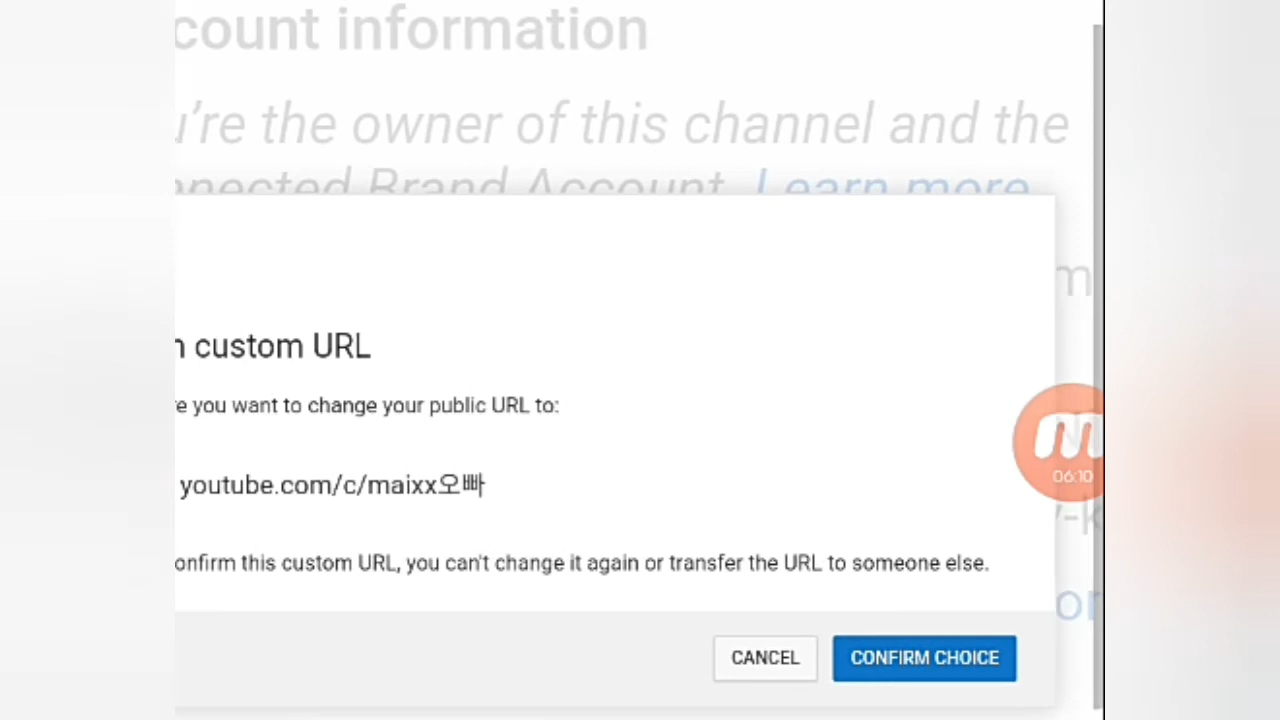 count information
u're the owner of this channel and the
nnected Brand Account. Learn more
m
n custom URL
e you want to change your public URL to:
youtube.com/c/maixx오빠
06:10
y-k
onfirm this custom URL, you can't change it again or transfer the URL to someone else.
on
CANCEL
CONFIRM CHOICE